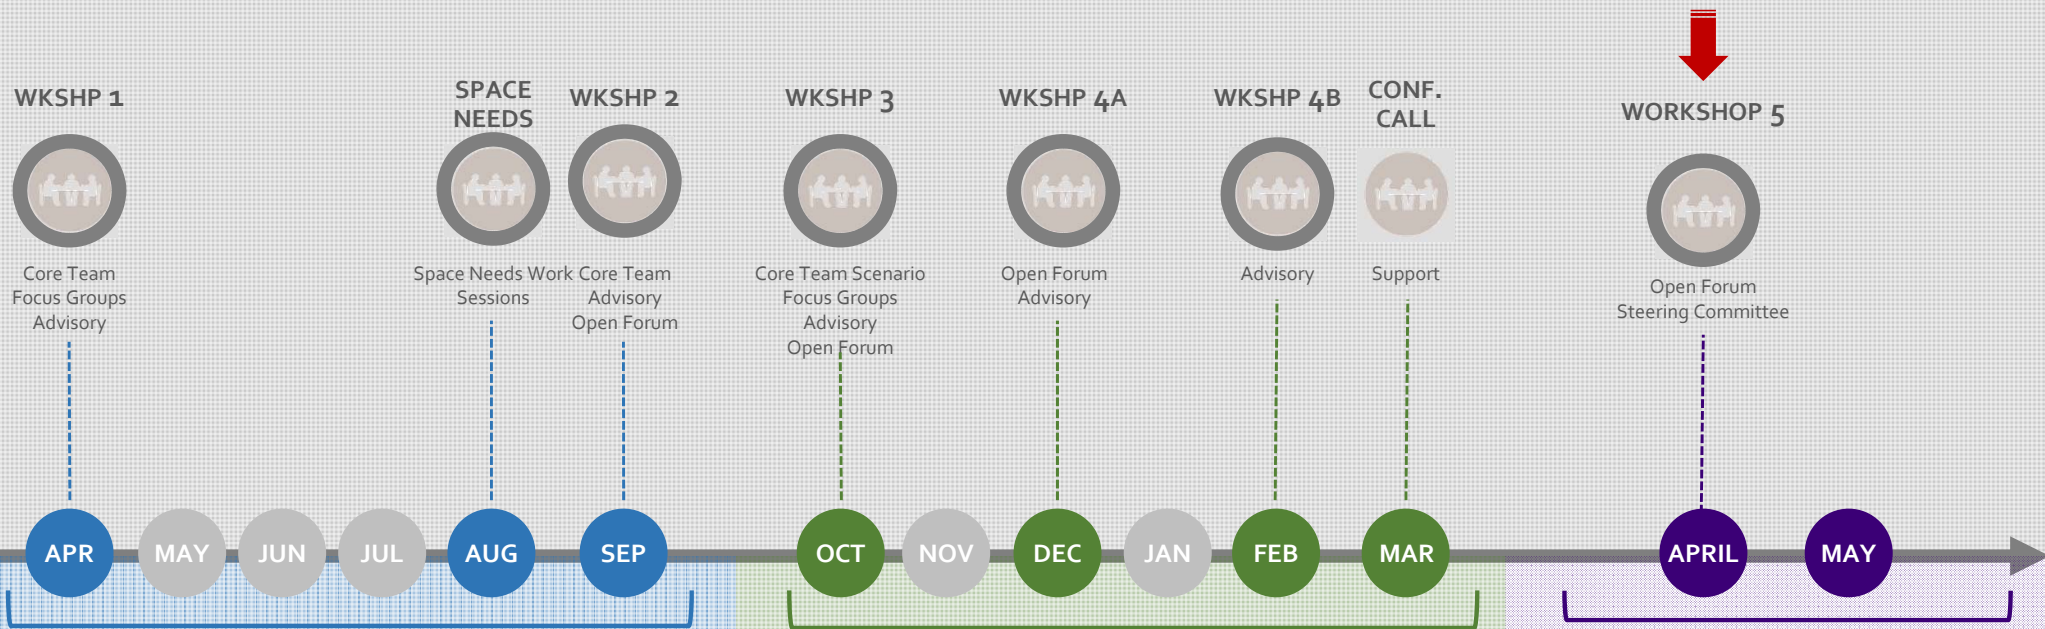 WKSHP 1
Core Team
Focus Groups
Advisory
SPACE
NEEDS
Space Needs Work
Sessions
WKSHP 2
Core Team
Advisory
Open Forum
WKSHP 3
Core Team Scenario
Focus Groups
Advisory
Open Forum
WKSHP 4A
Open Forum
Advisory
WKSHP 4B
Advisory
CONF.
CALL
Support
WORKSHOP 5
Open Forum
Steering Committee
APR
MAY
JUN
JUL
AUG
SEP
OCT
NOV
DEC
JAN
FEB
MAR
APRIL
MAY